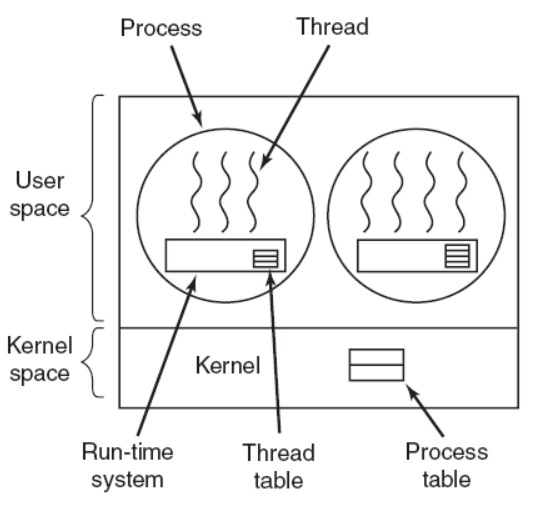 Process
Thread
User
space
Kernel
space
Kernel
Run-time
system
Thread
table
Process
table